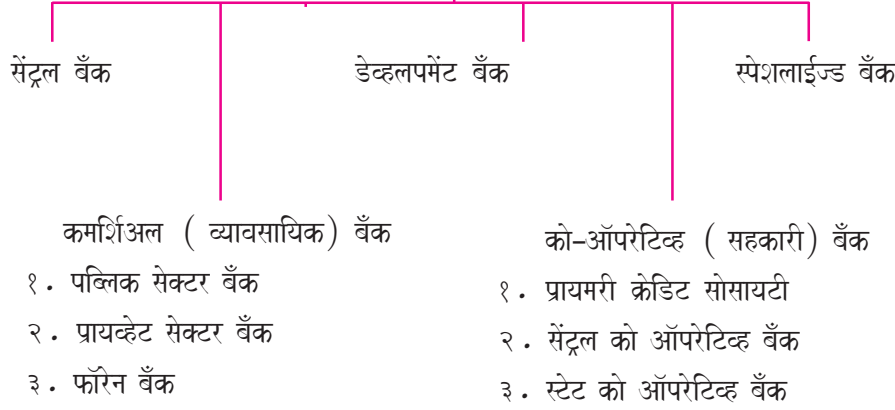 सेंट्रल बँक
डेव्हलपमेंट बँक
स्पेशलाईज्ड बँक
कमर्शिअल ( व्यावसायिक) बँक
१. पब्लिक सेक्टर बँक
२. प्रायव्हेट सेक्टर बँक
३. फॉरेन बँक
को-ऑपरेटिव्ह ( सहकारी) बँक
१. प्रायमरी क्रेडिट सोसायटी
२. सेंट्रल को ऑपरेटिव्ह बँक
३. स्टेट को ऑपरेटिव्ह बँक